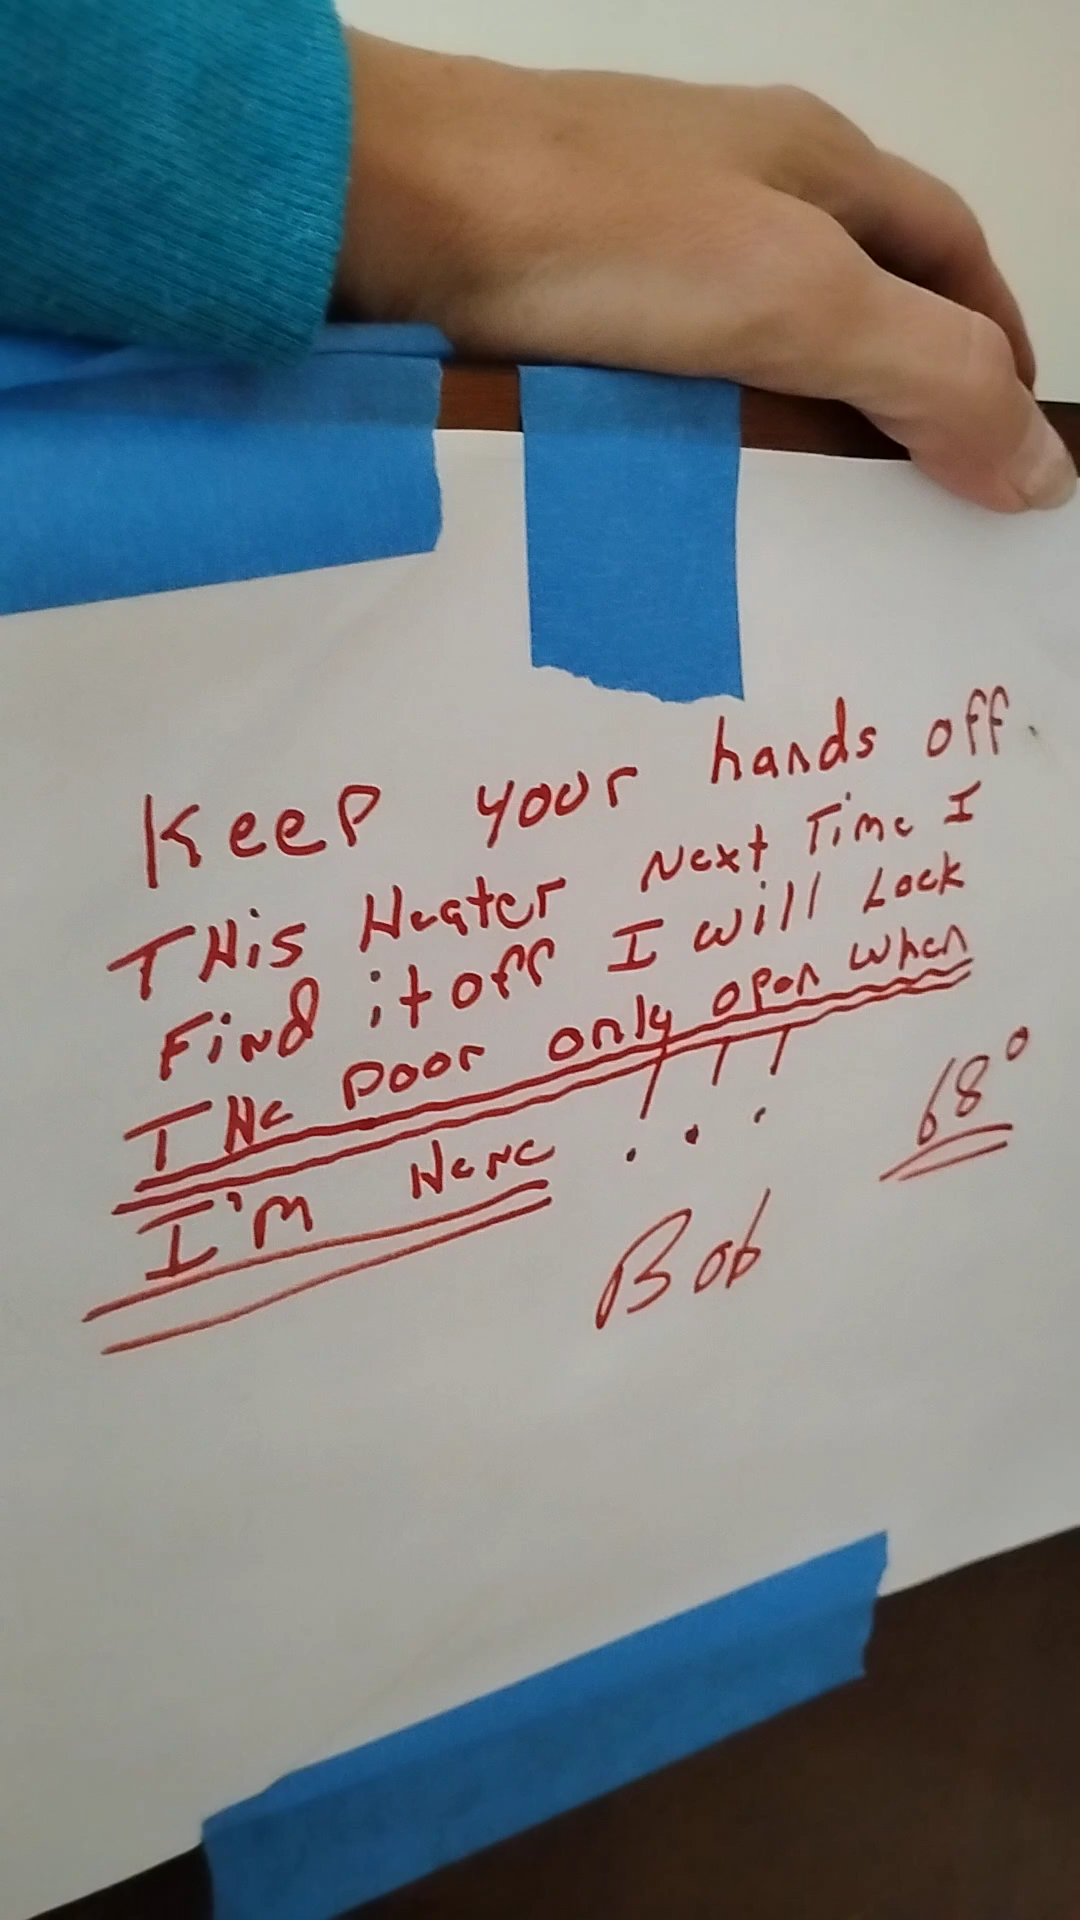 Keep your hands off.
THis Heater Next Time I
Find it off I will Lock
THe Door only open when
I'm Here !!!
68°
Bob